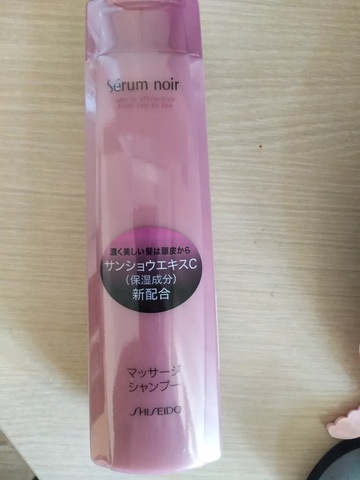 Sérum noir
濃く美しい髪は頭皮から
サンショウエキスC
(保湿成分)
新配合
マッサージ
シャンプー
SHISEIDO